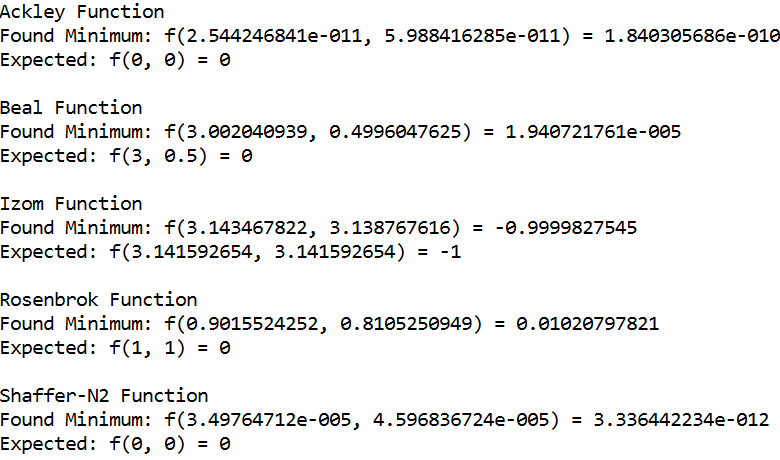 Ackley Function
Found Minimum: f(2.544246841e-011, 5.988416285e-011) = 1.840305686e-010
Expected: f(0, 0) = 0
Beal Function
Found Minimum: f(3.002040939, 0.4996047625) = 1.940721761e-005
Expected: f(3, 0.5) = 0
Izom Function
Found Minimum: f(3.143467822, 3.138767616) = -0.9999827545
Expected: f(3.141592654, 3.141592654) = -1
Rosenbrok Function
Found Minimum: f(0.9015524252, 0.8105250949) = 0.01020797821
Expected: f(1, 1) = 0
Shaffer-N2 Function
Found Minimum: f(3.49764712e-005, 4.596836724e-005) = 3.336442234e-012
Expected: f(0, 0) = 0